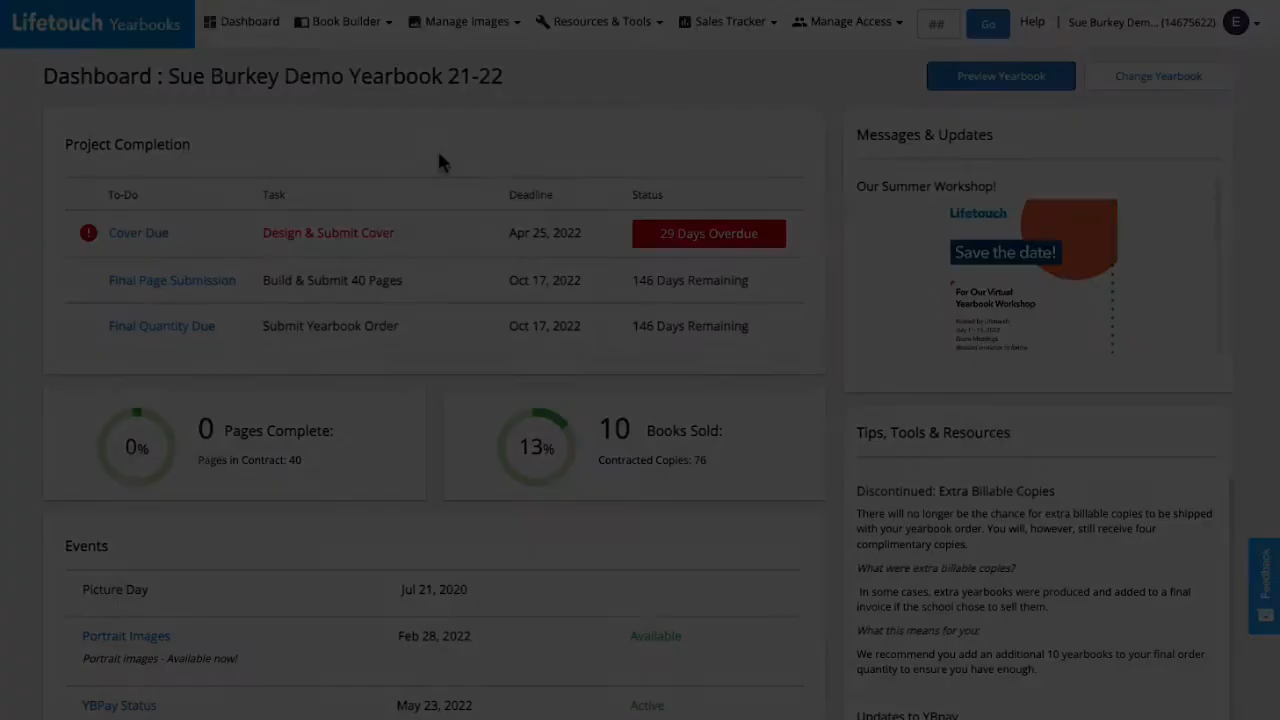 Lifetouch Yearbooks
Dashboard
Book Builder
Manage Images
Resources & Tools
Sales Tracker
Manage Access
##
Go
Help
Sue Burkey Dem... (14675622)
E
Dashboard : Sue Burkey Demo Yearbook 21-22
Preview Yearbook
Change Yearbook
Project Completion
To-Do Task Deadline Status
! Cover Due Design & Submit Cover Apr 25, 2022 29 Days Overdue
Final Page Submission Build & Submit 40 Pages Oct 17, 2022 146 Days Remaining
Final Quantity Due Submit Yearbook Order Oct 17, 2022 146 Days Remaining
0%
0 Pages Complete:
Pages in Contract: 40
13%
10 Books Sold:
Contracted Copies: 76
Events
Picture Day Jul 21, 2020
Portrait Images Feb 28, 2022 Available
Portrait images - Available now!
YBPay Status May 23, 2022 Active
Messages & Updates
Our Summer Workshop!
Lifetouch
Save the date!
For Our Virtual
Yearbook Workshop
Hosted by Lifetouch
Zoom Meetings
Tips, Tools & Resources
Discontinued: Extra Billable Copies
There will no longer be the chance for extra billable copies to be shipped
with your yearbook order. You will, however, still receive four
complimentary copies.
What were extra billable copies?
In some cases, extra yearbooks were produced and added to a final
invoice if the school chose to sell them.
What this means for you:
We recommend you add an additional 10 yearbooks to your final order
quantity to ensure you have enough.
Updates to YBpay
Feedback